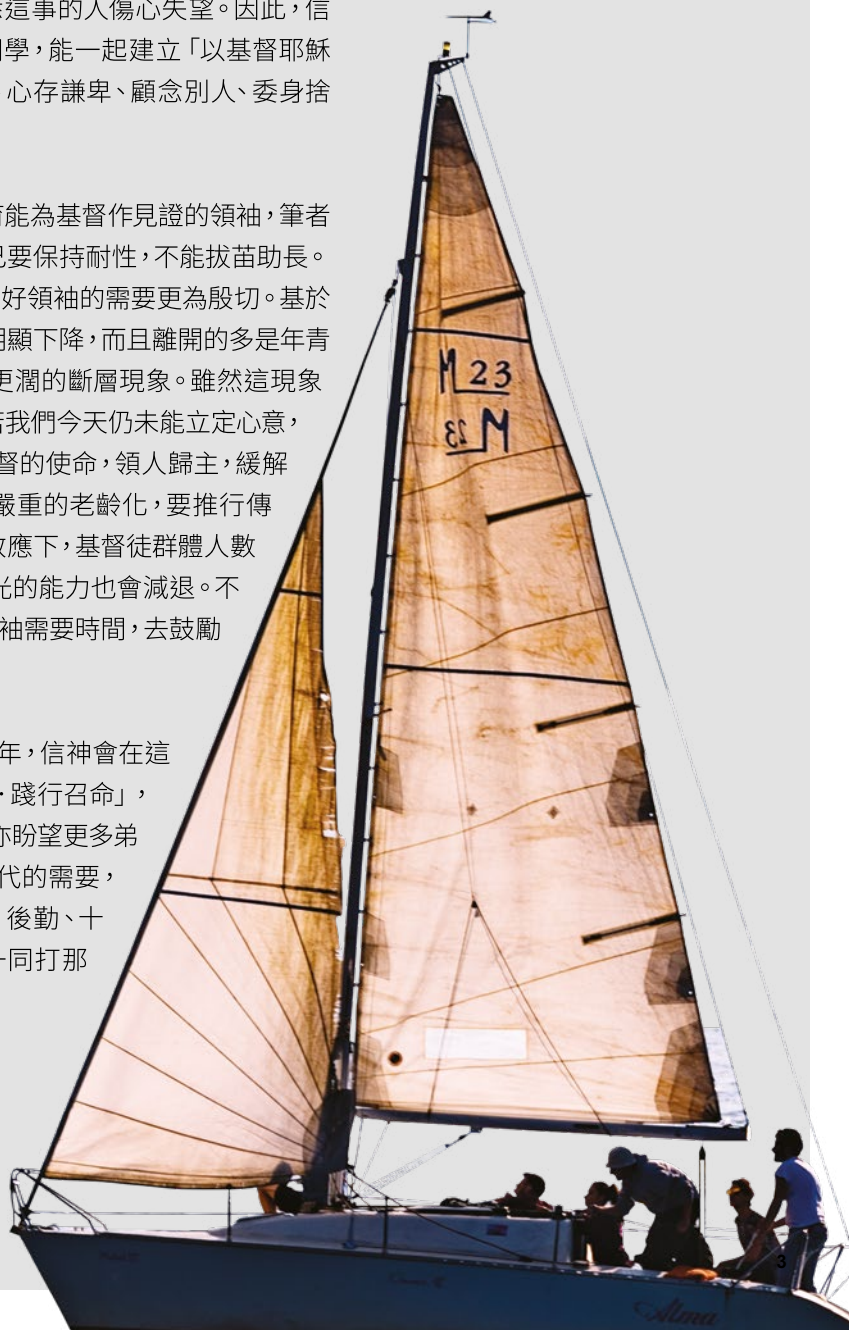 這事的人傷心失望。因此,信
學,能一起建立「以基督耶穌
心存謙卑、顧念別人、委身捨
能為基督作見證的領袖,筆者
要保持耐性,不能拔苗助長。
好領袖的需要更為殷切。基於
顯下降,而且離開的多是年青
更濶的斷層現象。雖然這現象
我們今天仍未能立定心意,
督的使命,領人歸主,緩解
嚴重的老齡化,要推行傳
應下,基督徒群體人數
光的能力也會減退。不
袖需要時間,去鼓勵
年,信神會在這
·踐行召命」,
亦盼望更多弟
代的需要,
後勤、十
同打那
M 23
M 23
Alma
3